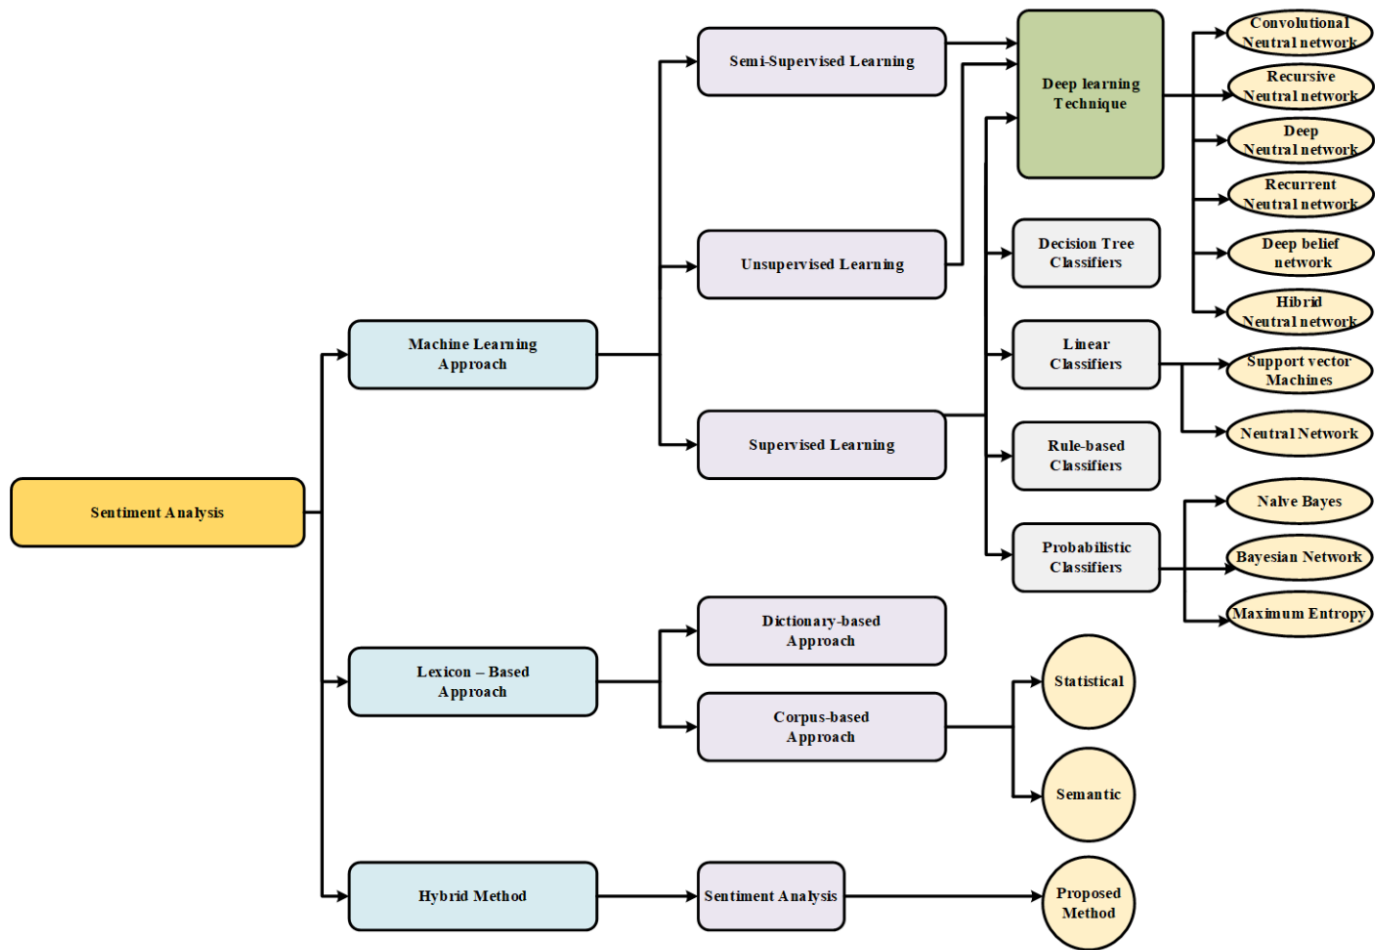 Sentiment Analysis
Machine Learning
Approach
Lexicon – Based
Approach
Hybrid Method
Semi-Supervised Learning
Unsupervised Learning
Supervised Learning
Dictionary-based
Approach
Corpus-based
Approach
Sentiment Analysis
Deep learning
Technique
Decision Tree
Classifiers
Linear
Classifiers
Rule-based
Classifiers
Probabilistic
Classifiers
Statistical
Semantic
Proposed
Method
Convolutional
Neutral network
Recursive
Neutral network
Deep
Neutral network
Recurrent
Neutral network
Deep belief
network
Hibrid
Neutral network
Support vector
Machines
Neutral Network
Nalve Bayes
Bayesian Network
Maximum Entropy